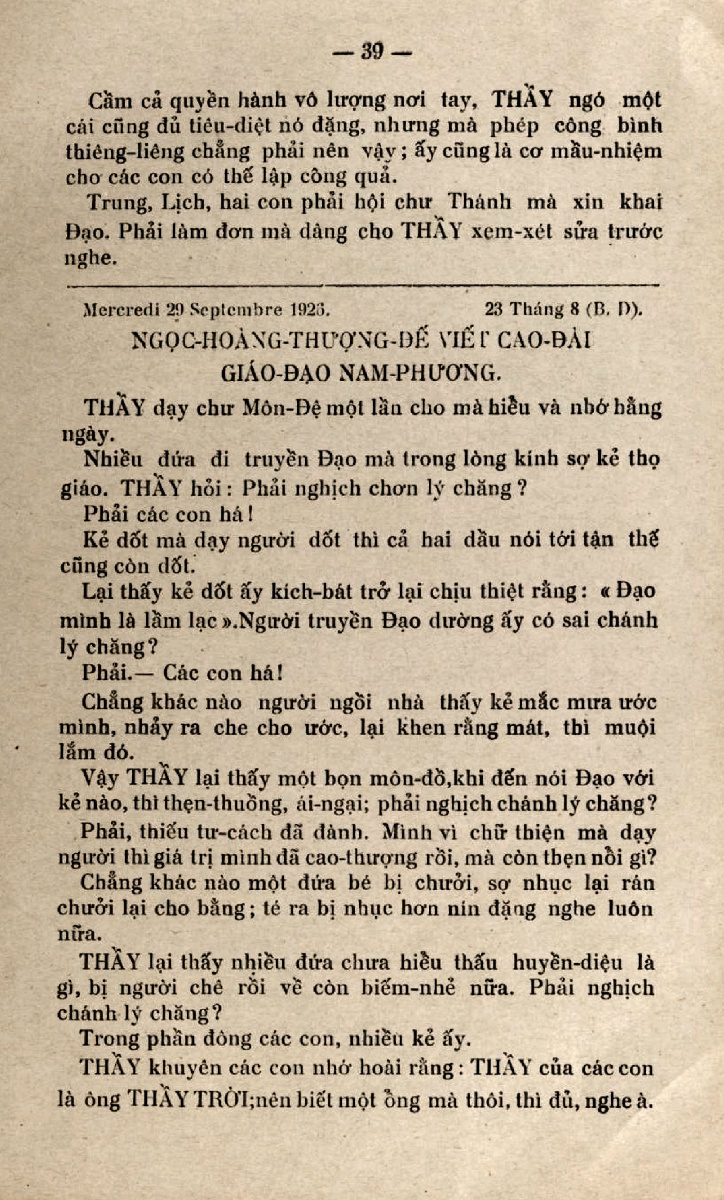 — 39 —
Cầm cả quyền hành vô lượng nơi tay, THẦY ngó một
cái cũng đủ tiêu-diệt nó đặng, nhưng mà phép công bình
thiêng-liêng chẳng phải nên vậy; ấy cũng là cơ mầu-nhiệm
cho các con có thể lập công quả.
Trung, Lịch, hai con phải hội chư Thánh mà xin khai
Đạo. Phải làm đơn mà dâng cho THẦY xem-xét sửa trước
nghe.
Mercredi 29 Septembre 1926. 23 Tháng 8 (B. D).
NGỌC-HOÀNG-THƯỢNG-ĐẾ VIẾT CAO-ĐÀI
GIÁO-ĐẠO NAM-PHƯƠNG.
THẦY dạy chư Môn-Đệ một lần cho mà hiểu và nhớ hằng
ngày.
Nhiều đứa đi truyền Đạo mà trong lòng kính sợ kẻ thọ
giáo. THẦY hỏi: Phải nghịch chơn lý chăng?
Phải các con há!
Kẻ dốt mà dạy người dốt thì cả hai dầu nói tới tận thế
cũng còn dốt.
Lại thấy kẻ dốt ấy kích-bát trở lại chịu thiệt rằng: « Đạo
mình là lầm lạc ».Người truyền Đạo dường ấy có sai chánh
lý chăng?
Phải.— Các con há!
Chẳng khác nào người ngồi nhà thấy kẻ mắc mưa ước
mình, nhảy ra che cho ước, lại khen rằng mát, thì muội
lắm đó.
Vậy THẦY lại thấy một bọn môn-đồ,khi đến nói Đạo với
kẻ nào, thì thẹn-thuồng, ái-ngại; phải nghịch chánh lý chăng?
Phải, thiếu tư-cách đã đành. Mình vì chữ thiện mà dạy
người thì giá trị mình đã cao-thượng rồi, mà còn thẹn nỗi gì?
Chẳng khác nào một đứa bé bị chưởi, sợ nhục lại rán
chưởi lại cho bằng; té ra bị nhục hơn nín đặng nghe luôn
nữa.
THẦY lại thấy nhiều đứa chưa hiểu thấu huyền-diệu là
gì, bị người chê rồi về còn biếm-nhẻ nữa. Phải nghịch
chánh lý chăng?
Trong phần đông các con, nhiều kẻ ấy.
THẦY khuyên các con nhớ hoài rằng: THẦY của các con
là ông THẦY TRỜI;nên biết một ông mà thôi, thì đủ, nghe à.